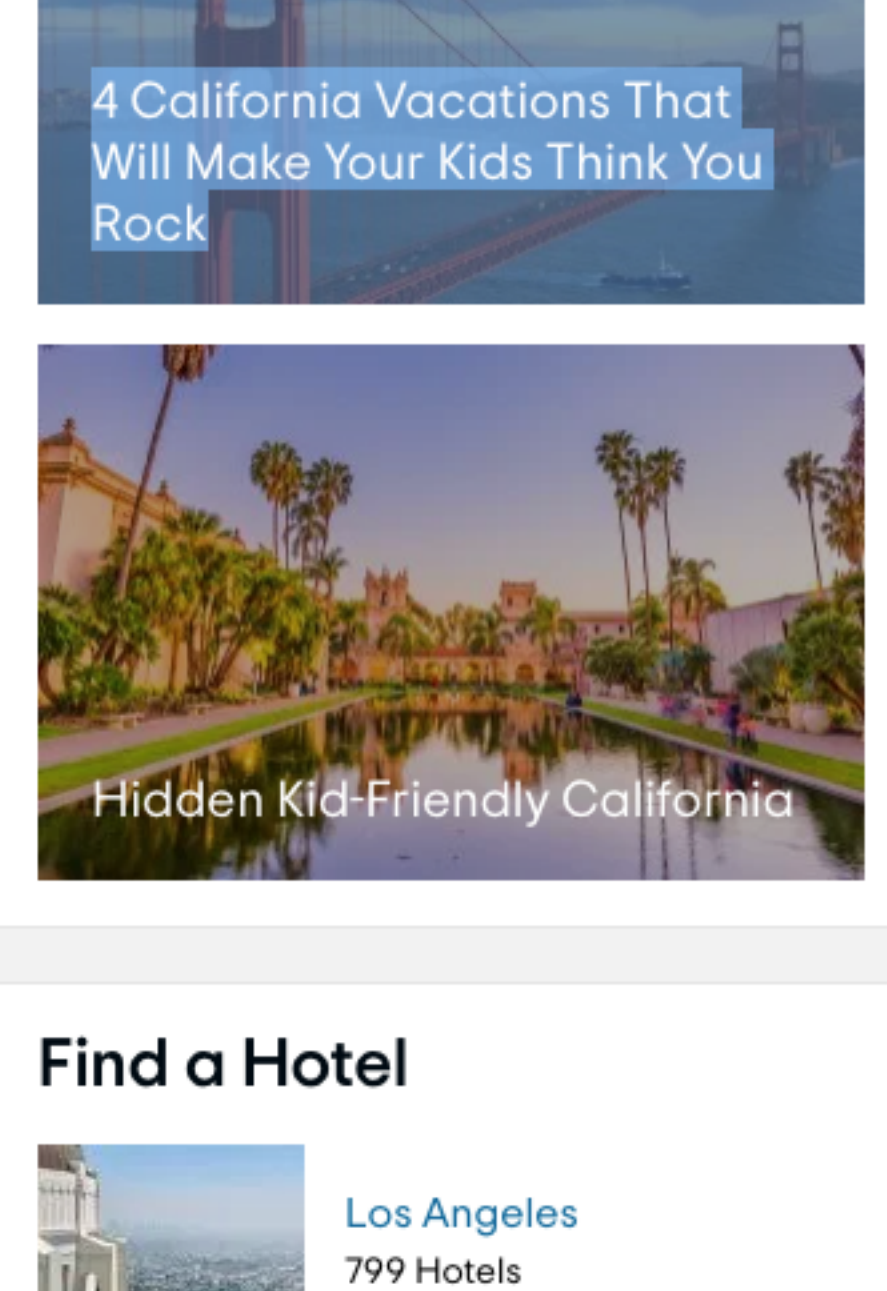 4 California Vacations That
Will Make Your Kids Think You
Rock
Hidden Kid-Friendly California
Find a Hotel
Los Angeles
799 Hotels